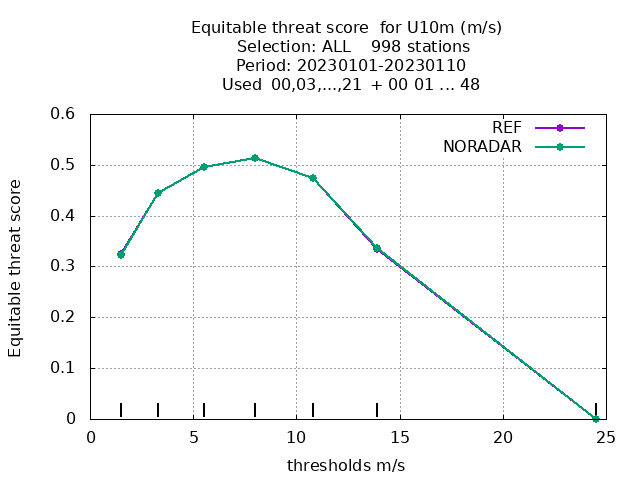 Equitable threat score  for U10m (m/s)
Selection: ALL    998 stations
Period: 20230101-20230110
Used  00,03,...,21  + 00 01 ... 48
REF
NORADAR
Equitable threat score
0.6
0.5
0.4
0.3
0.2
0.1
0
0 5 10 15 20 25
thresholds m/s